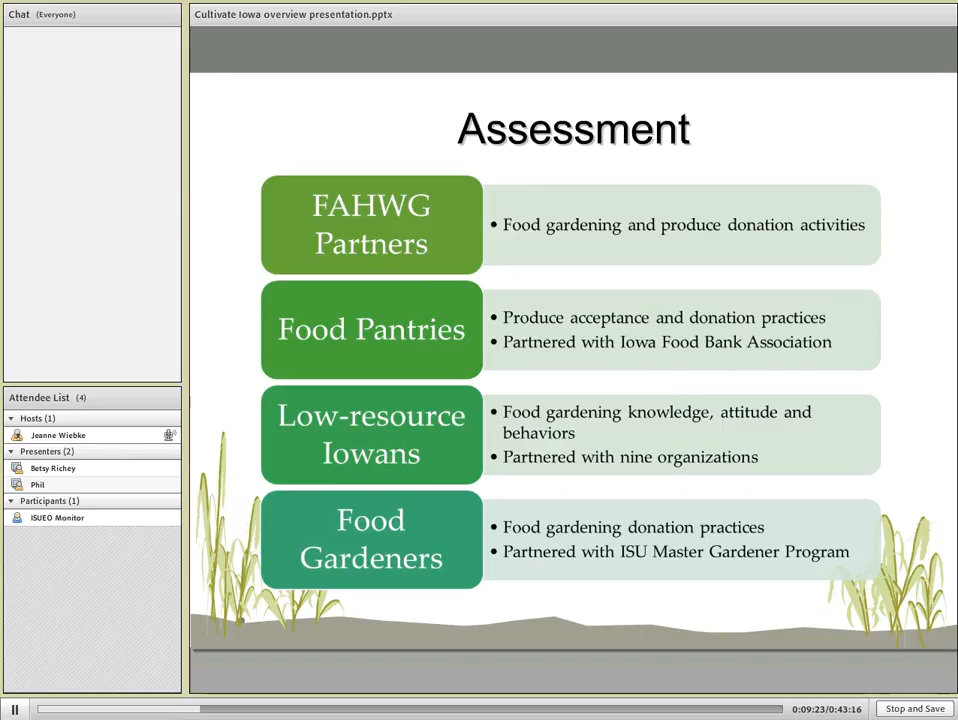 Chat (Everyone)
Cultivate Iowa overview presentation.pptx
Assessment
FAHWG
Partners
• Food gardening and produce donation activities
Food Pantries
• Produce acceptance and donation practices
• Partnered with Iowa Food Bank Association
Low-resource
Iowans
• Food gardening knowledge, attitude and
behaviors
• Partnered with nine organizations
Food
Gardeners
• Food gardening donation practices
• Partnered with ISU Master Gardener Program
Attendee List (4)
Hosts (1)
Jeanne Wiebke
Presenters (2)
Betsy Richey
Phil
Participants (1)
ISUEO Monitor
0:09:23/0:43:16
Stop and Save